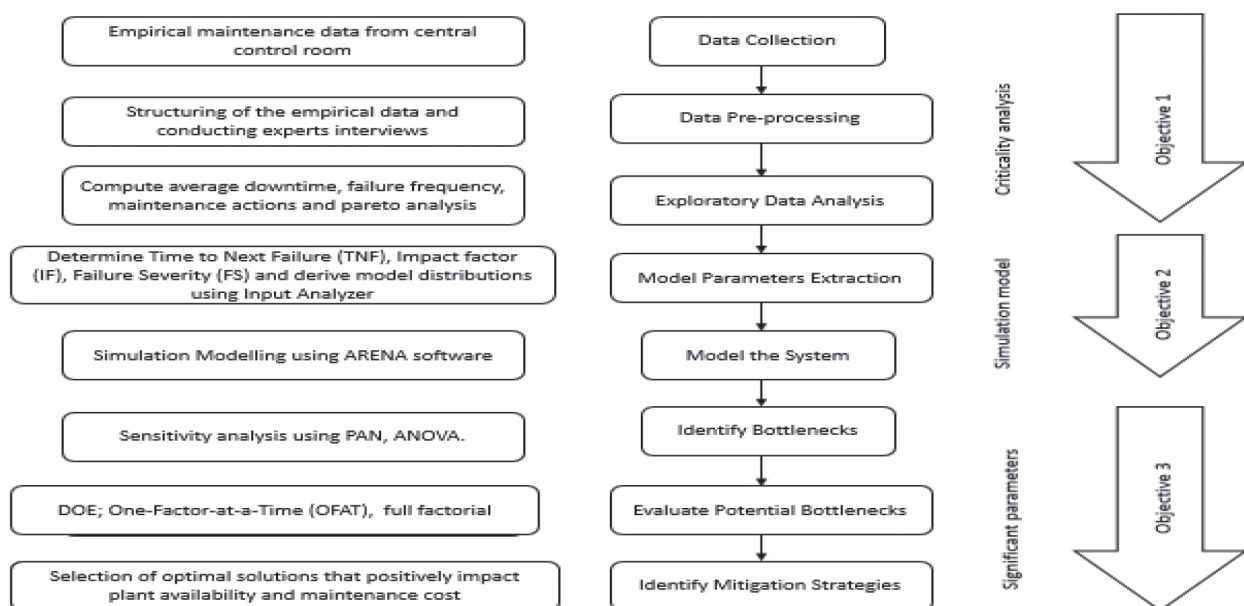 Empirical maintenance data from central
control room
Data Collection
Structuring of the empirical data and
conducting experts interviews
Data Pre-processing
Compute average downtime, failure frequency,
maintenance actions and pareto analysis
Exploratory Data Analysis
Criticality analysis
Objective 1
Determine Time to Next Failure (TNF), Impact factor
(IF), Failure Severity (FS) and derive model distributions
using Input Analyzer
Model Parameters Extraction
Simulation Modelling using ARENA software
Model the System
Simulation model
Objective 2
Sensitivity analysis using PAN, ANOVA.
Identify Bottlenecks
DOE; One-Factor-at-a-Time (OFAT), full factorial
Evaluate Potential Bottlenecks
Selection of optimal solutions that positively impact
plant availability and maintenance cost
Identify Mitigation Strategies
Significant parameters
Objective 3